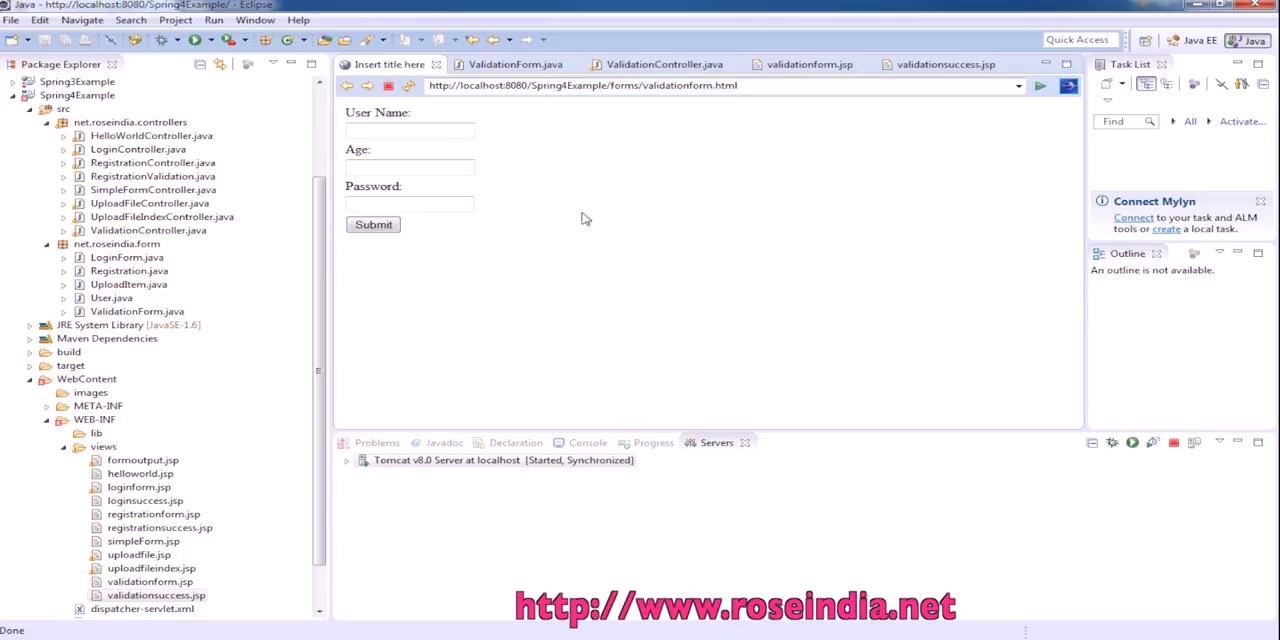 Java - http://localhost:8080/Spring4Example/ - Eclipse
File Edit Navigate Search Project Run Window Help
Quick Access Java EE Java
Package Explorer
Spring3Example
Spring4Example
src
net.roseindia.controllers
HelloWorldController.java
LoginController.java
RegistrationController.java
RegistrationValidation.java
SimpleFormController.java
UploadFileController.java
UploadFileIndexController.java
ValidationController.java
net.roseindia.form
LoginForm.java
Registration.java
UploadItem.java
User.java
ValidationForm.java
JRE System Library [JavaSE-1.6]
Maven Dependencies
build
target
WebContent
images
META-INF
WEB-INF
lib
views
formoutput.jsp
helloworld.jsp
loginform.jsp
loginsuccess.jsp
registrationform.jsp
registrationsuccess.jsp
simpleForm.jsp
uploadfile.jsp
uploadfileindex.jsp
validationform.jsp
validationsuccess.jsp
dispatcher-servlet.xml
Insert title here ValidationForm.java ValidationController.java validationform.jsp validationsuccess.jsp
http://localhost:8080/Spring4Example/forms/validationform.html
User Name:
Age:
Password:
Submit
Problems Javadoc Declaration Console Progress Servers
Tomcat v8.0 Server at localhost [Started, Synchronized]
Task List
Find All Activate...
Connect Mylyn
Connect to your task and ALM
tools or create a local task.
Outline
An outline is not available.
http://www.roseindia.net
Done